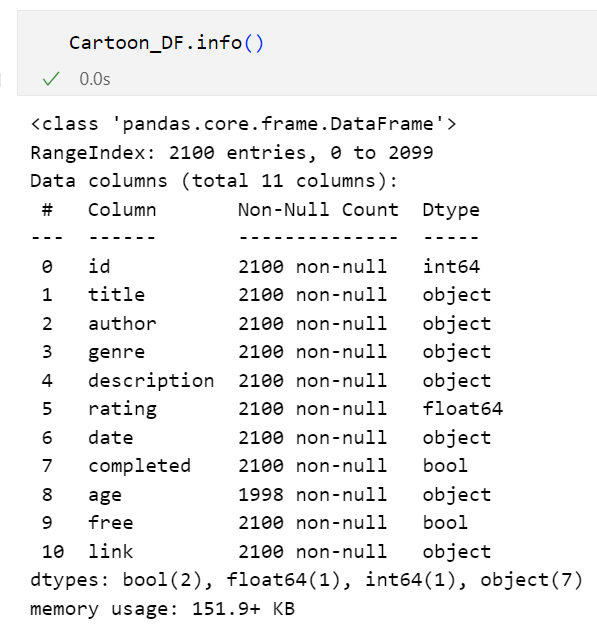 Cartoon_DF.info()
0.0s
<class 'pandas.core.frame.DataFrame'>
RangeIndex: 2100 entries, 0 to 2099
Data columns (total 11 columns):
 #   Column       Non-Null Count  Dtype
---  ------       --------------  -----
 0   id           2100 non-null   int64
 1   title        2100 non-null   object
 2   author       2100 non-null   object
 3   genre        2100 non-null   object
 4   description  2100 non-null   object
 5   rating       2100 non-null   float64
 6   date         2100 non-null   object
 7   completed    2100 non-null   bool
 8   age          1998 non-null   object
 9   free         2100 non-null   bool
 10  link         2100 non-null   object
dtypes: bool(2), float64(1), int64(1), object(7)
memory usage: 151.9+ KB